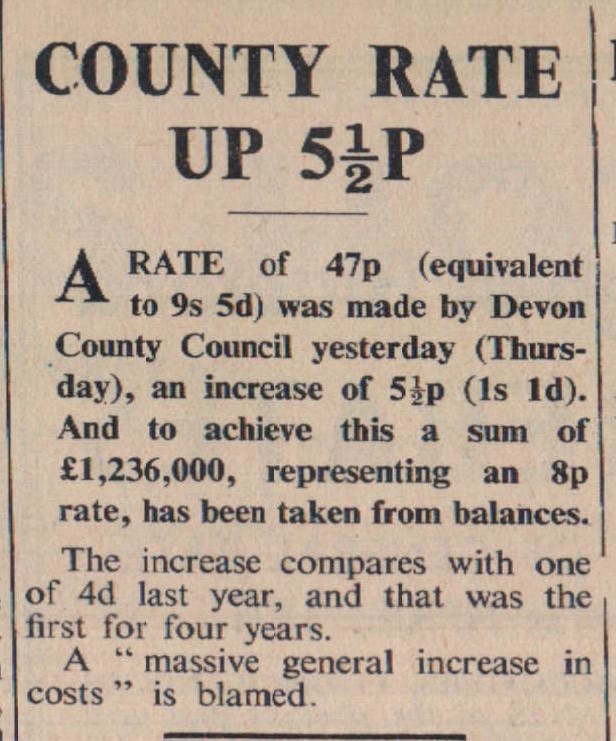 COUNTY RATE
UP 5½P
A RATE of 47p (equivalent
to 9s 5d) was made by Devon
County Council yesterday (Thurs-
day), an increase of 5½p (1s 1d).
And to achieve this a sum of
£1,236,000, representing an 8p
rate, has been taken from balances.
The increase compares with one
of 4d last year, and that was the
first for four years.
A “ massive general increase in
costs ” is blamed.